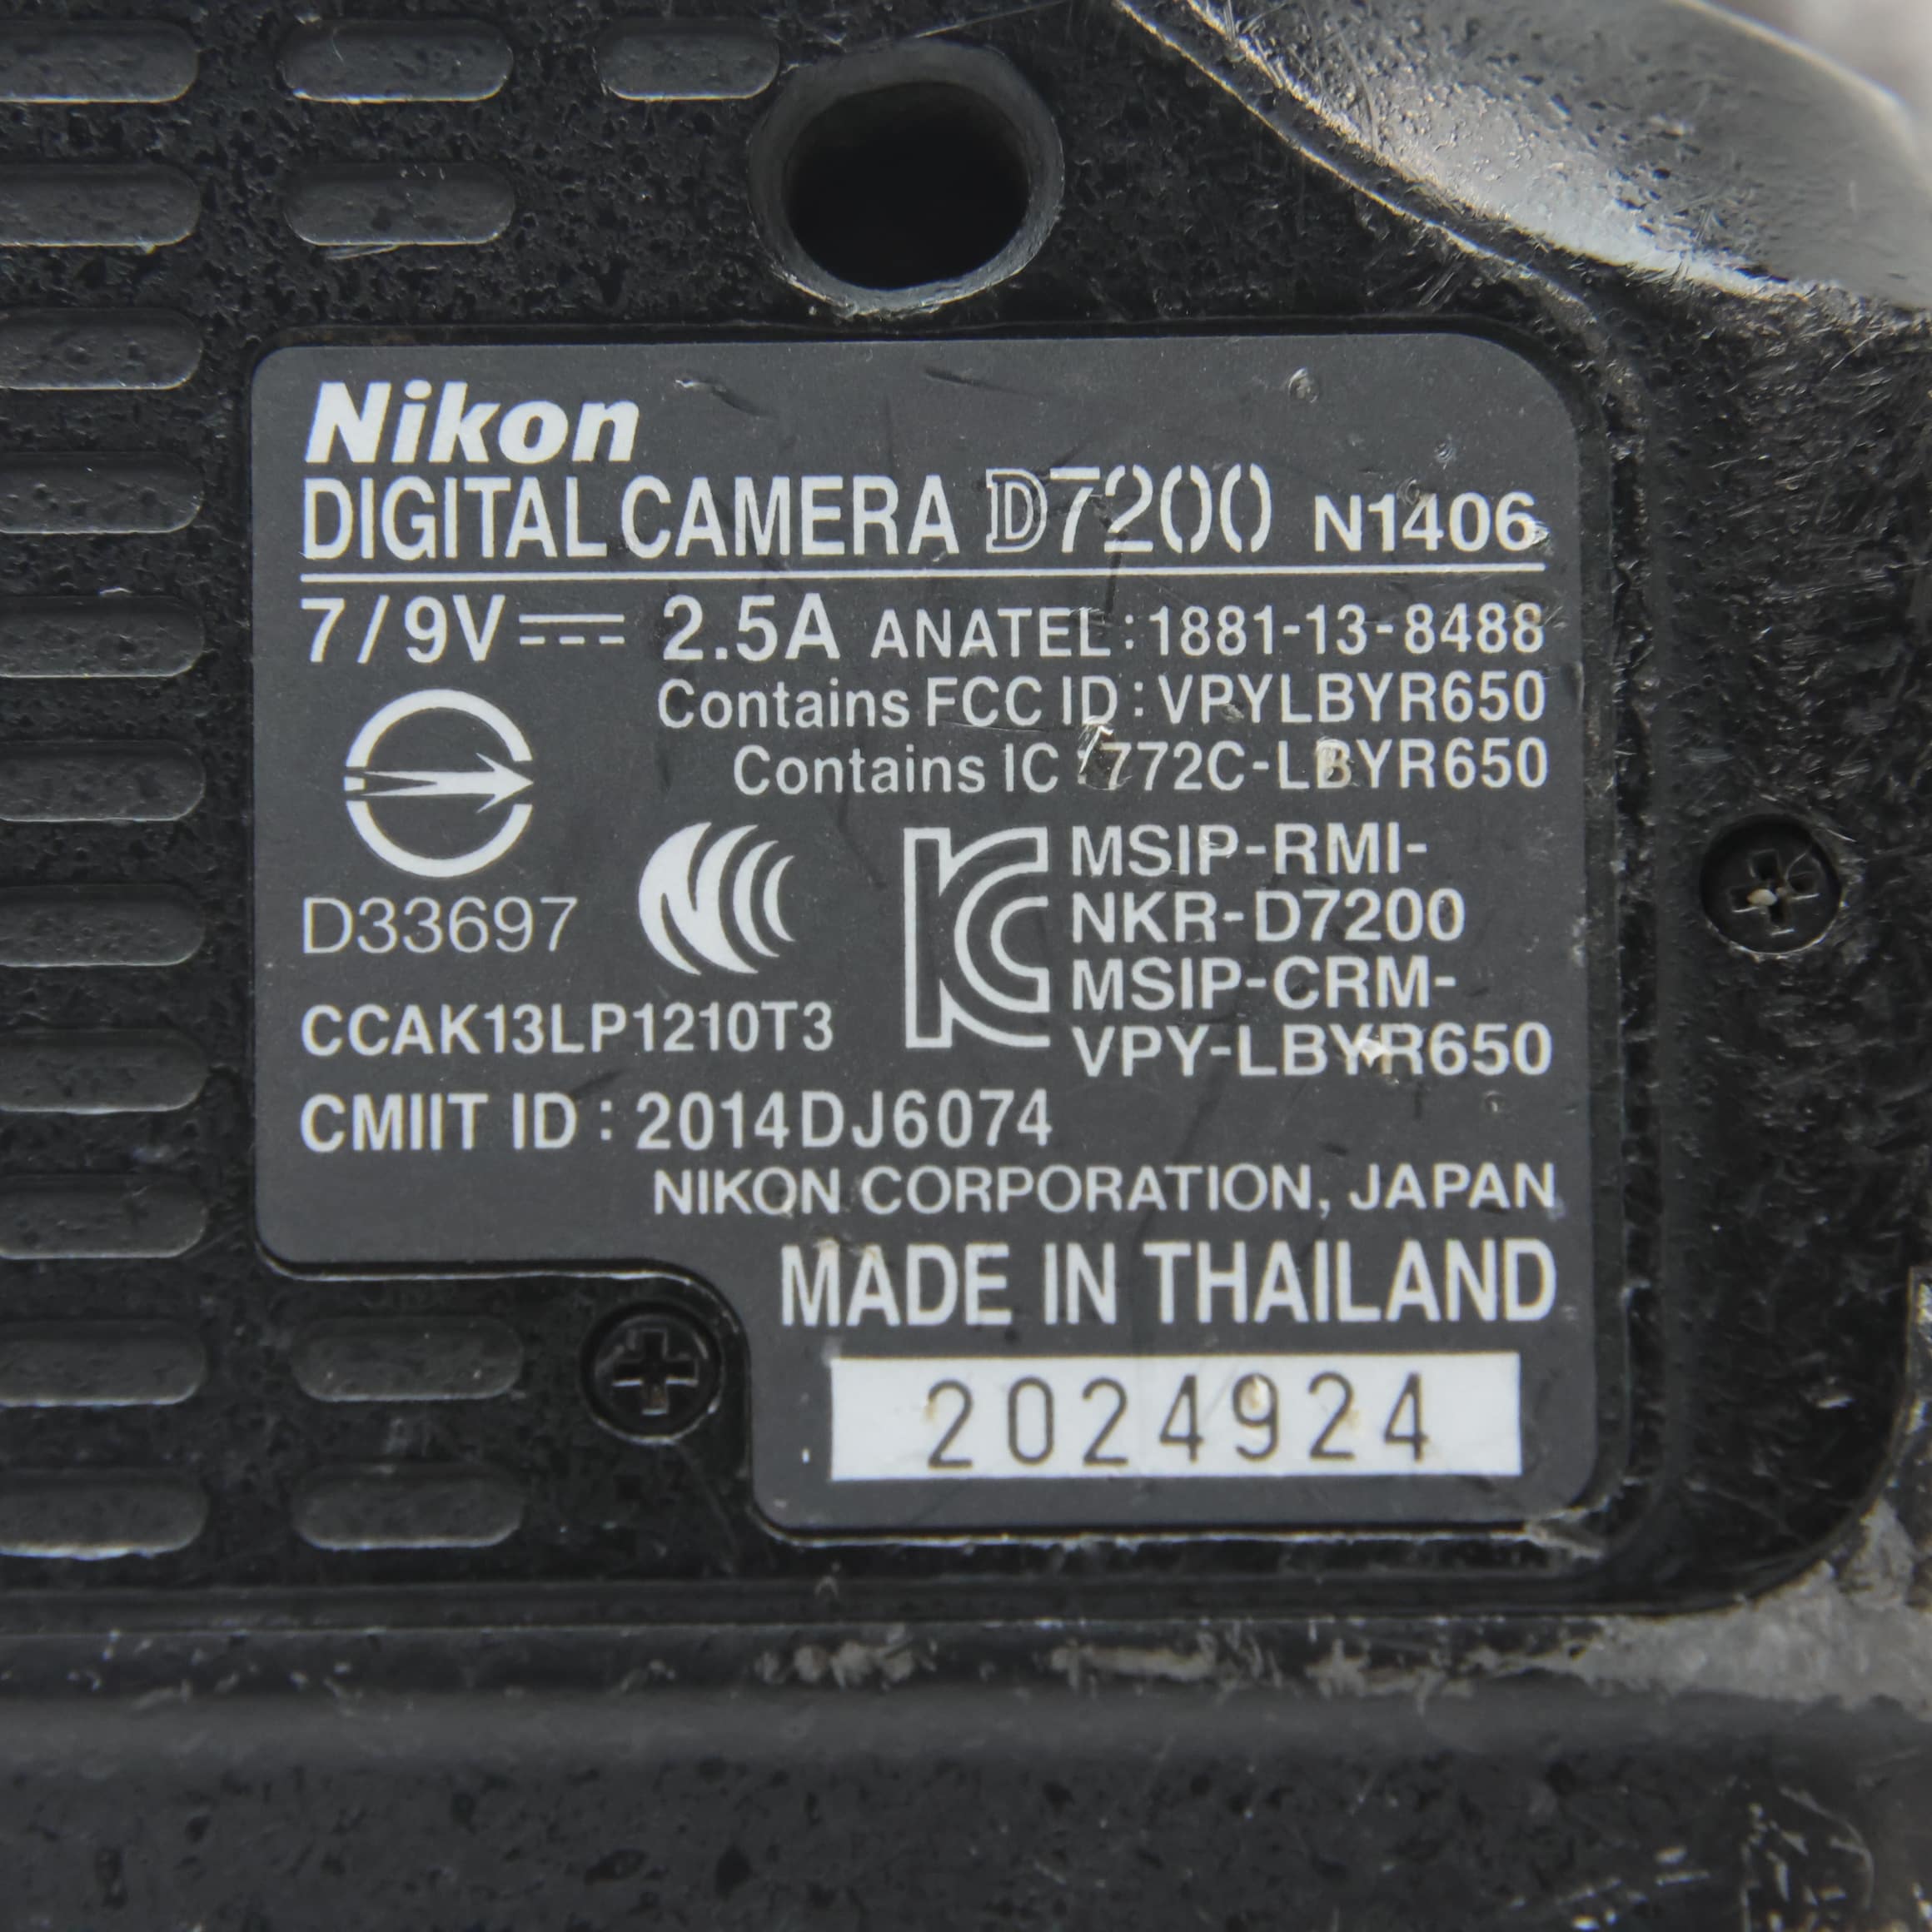 Nikon
DIGITAL CAMERA D7200 N1406
7/9V 2.5A ANATEL:1881-13-8488
Contains FCC ID:VPYLBYR650
Contains IC
D33697
MSIP-RMI-
NKR-D7200
MSIP-CRM-
VPY-LBYR650
CCAK13LP1210T3
CMIIT ID:2014DJ6074
NIKON CORPORATION, JAPAN
MADE IN THAILAND
2024924